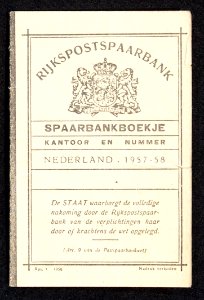 RIJKSPOSTSPAARBANK
SPAARBANKBOEKJE
KANTOOR EN NUMMER
NEDERLAND . 1957-58
De STAAT waarborgt de volledige
nakoming door de Rijkspostspaar-
bank van de verplichtingen haar
door of krachtens de wet opgelegd.